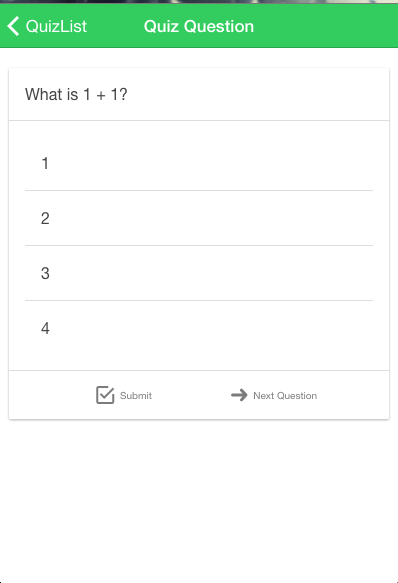 QuizList Quiz Question
What is 1 + 1?
1
2
3
4
Submit Next Question